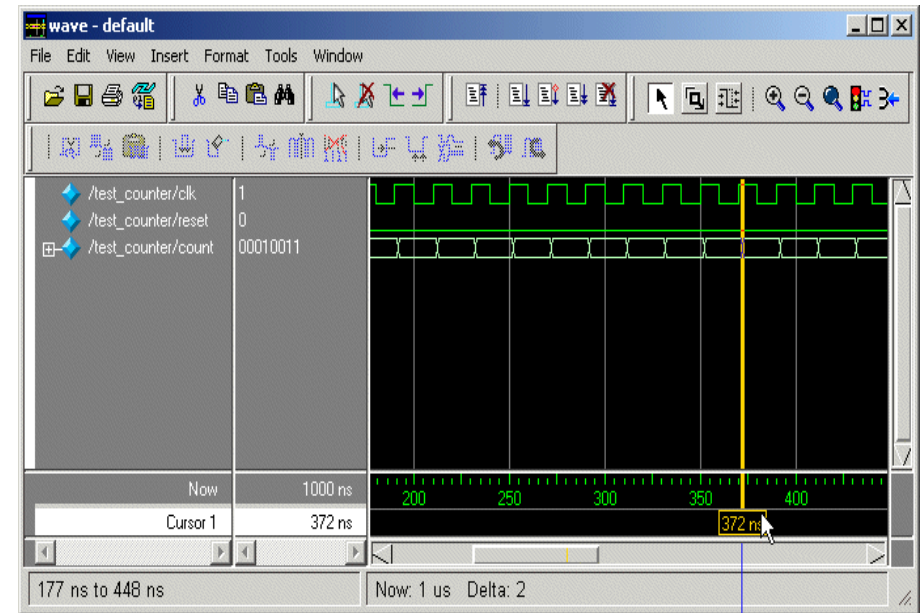 wave - default
File Edit View Insert Format Tools Window
/test_counter/clk 1
/test_counter/reset 0
/test_counter/count 00010011
Now 1000 ns 200 250 300 350 400
Cursor 1 372 ns 372 ns
177 ns to 448 ns Now: 1 us Delta: 2